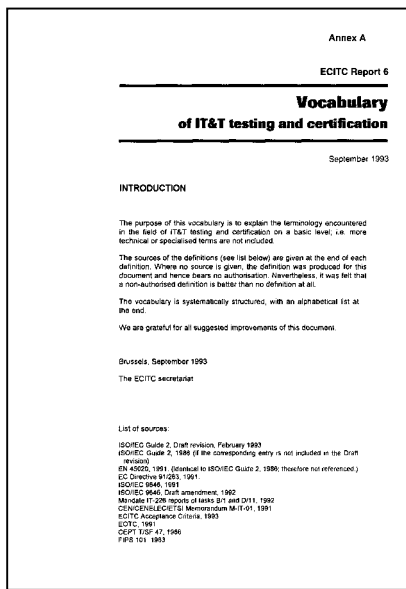 Annex A
ECITC Report 6
Vocabulary
of IT&T testing and certification
September 1993
INTRODUCTION
The purpose of this vocabulary is to explain the terminology encountered
in the field of IT&T testing and certification on a basic level; i.e. more
technical or specialised terms are not included.
The sources of the definitions (see list below) are given at the end of each
definition. Where no source is given, the definition was produced for this
document and hence bears no authorisation. Nevertheless, it was felt that
a non-authorised definition is better than no definition at all.
The vocabulary is systematically structured, with an alphabetical list at
the end.
We are grateful for all suggested improvements of this document.
Brussels, September 1993
The ECITC secretariat
List of sources:
ISO/IEC Guide 2, Draft revision, February 1993
ISO/IEC Guide 2, 1986 (if the corresponding entry is not included in the Draft
revision)
EN 45020, 1991. (Identical to ISO/IEC Guide 2, 1986; therefore not referenced.)
EC Directive 91/263, 1991.
ISO/IEC 9646, 1991
ISO/IEC 9646, Draft amendment, 1992
Mandate IT-226 reports of tasks B/1 and D/11, 1992
CEN/CENELEC/ETSI Memorandum M-IT-01, 1991
ECITC Acceptance Criteria, 1993
EOTC, 1991
CEPT T/SF 47, 1986
FIPS 101, 1983